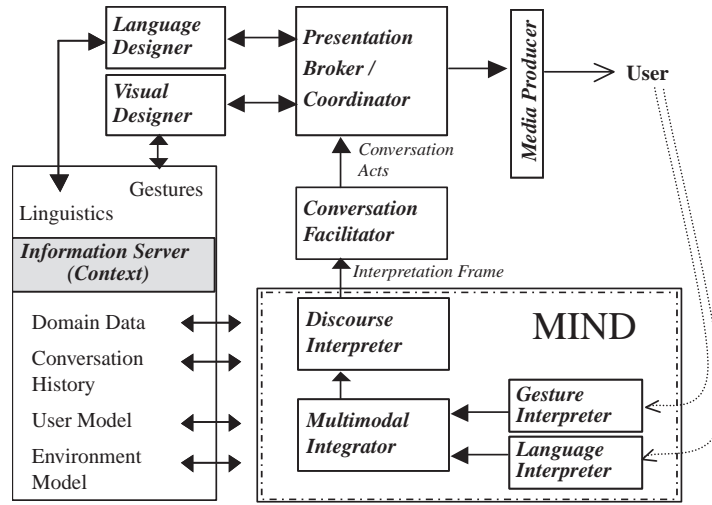 Language
Designer
Presentation
Broker /
Coordinator
Media Producer
User
Visual
Designer
Conversation
Acts
Gestures
Linguistics
Conversation
Facilitator
Information Server
(Context)
Interpretation Frame
Domain Data
Discourse
Interpreter
MIND
Conversation
History
User Model
Multimodal
Integrator
Gesture
Interpreter
Environment
Model
Language
Interpreter